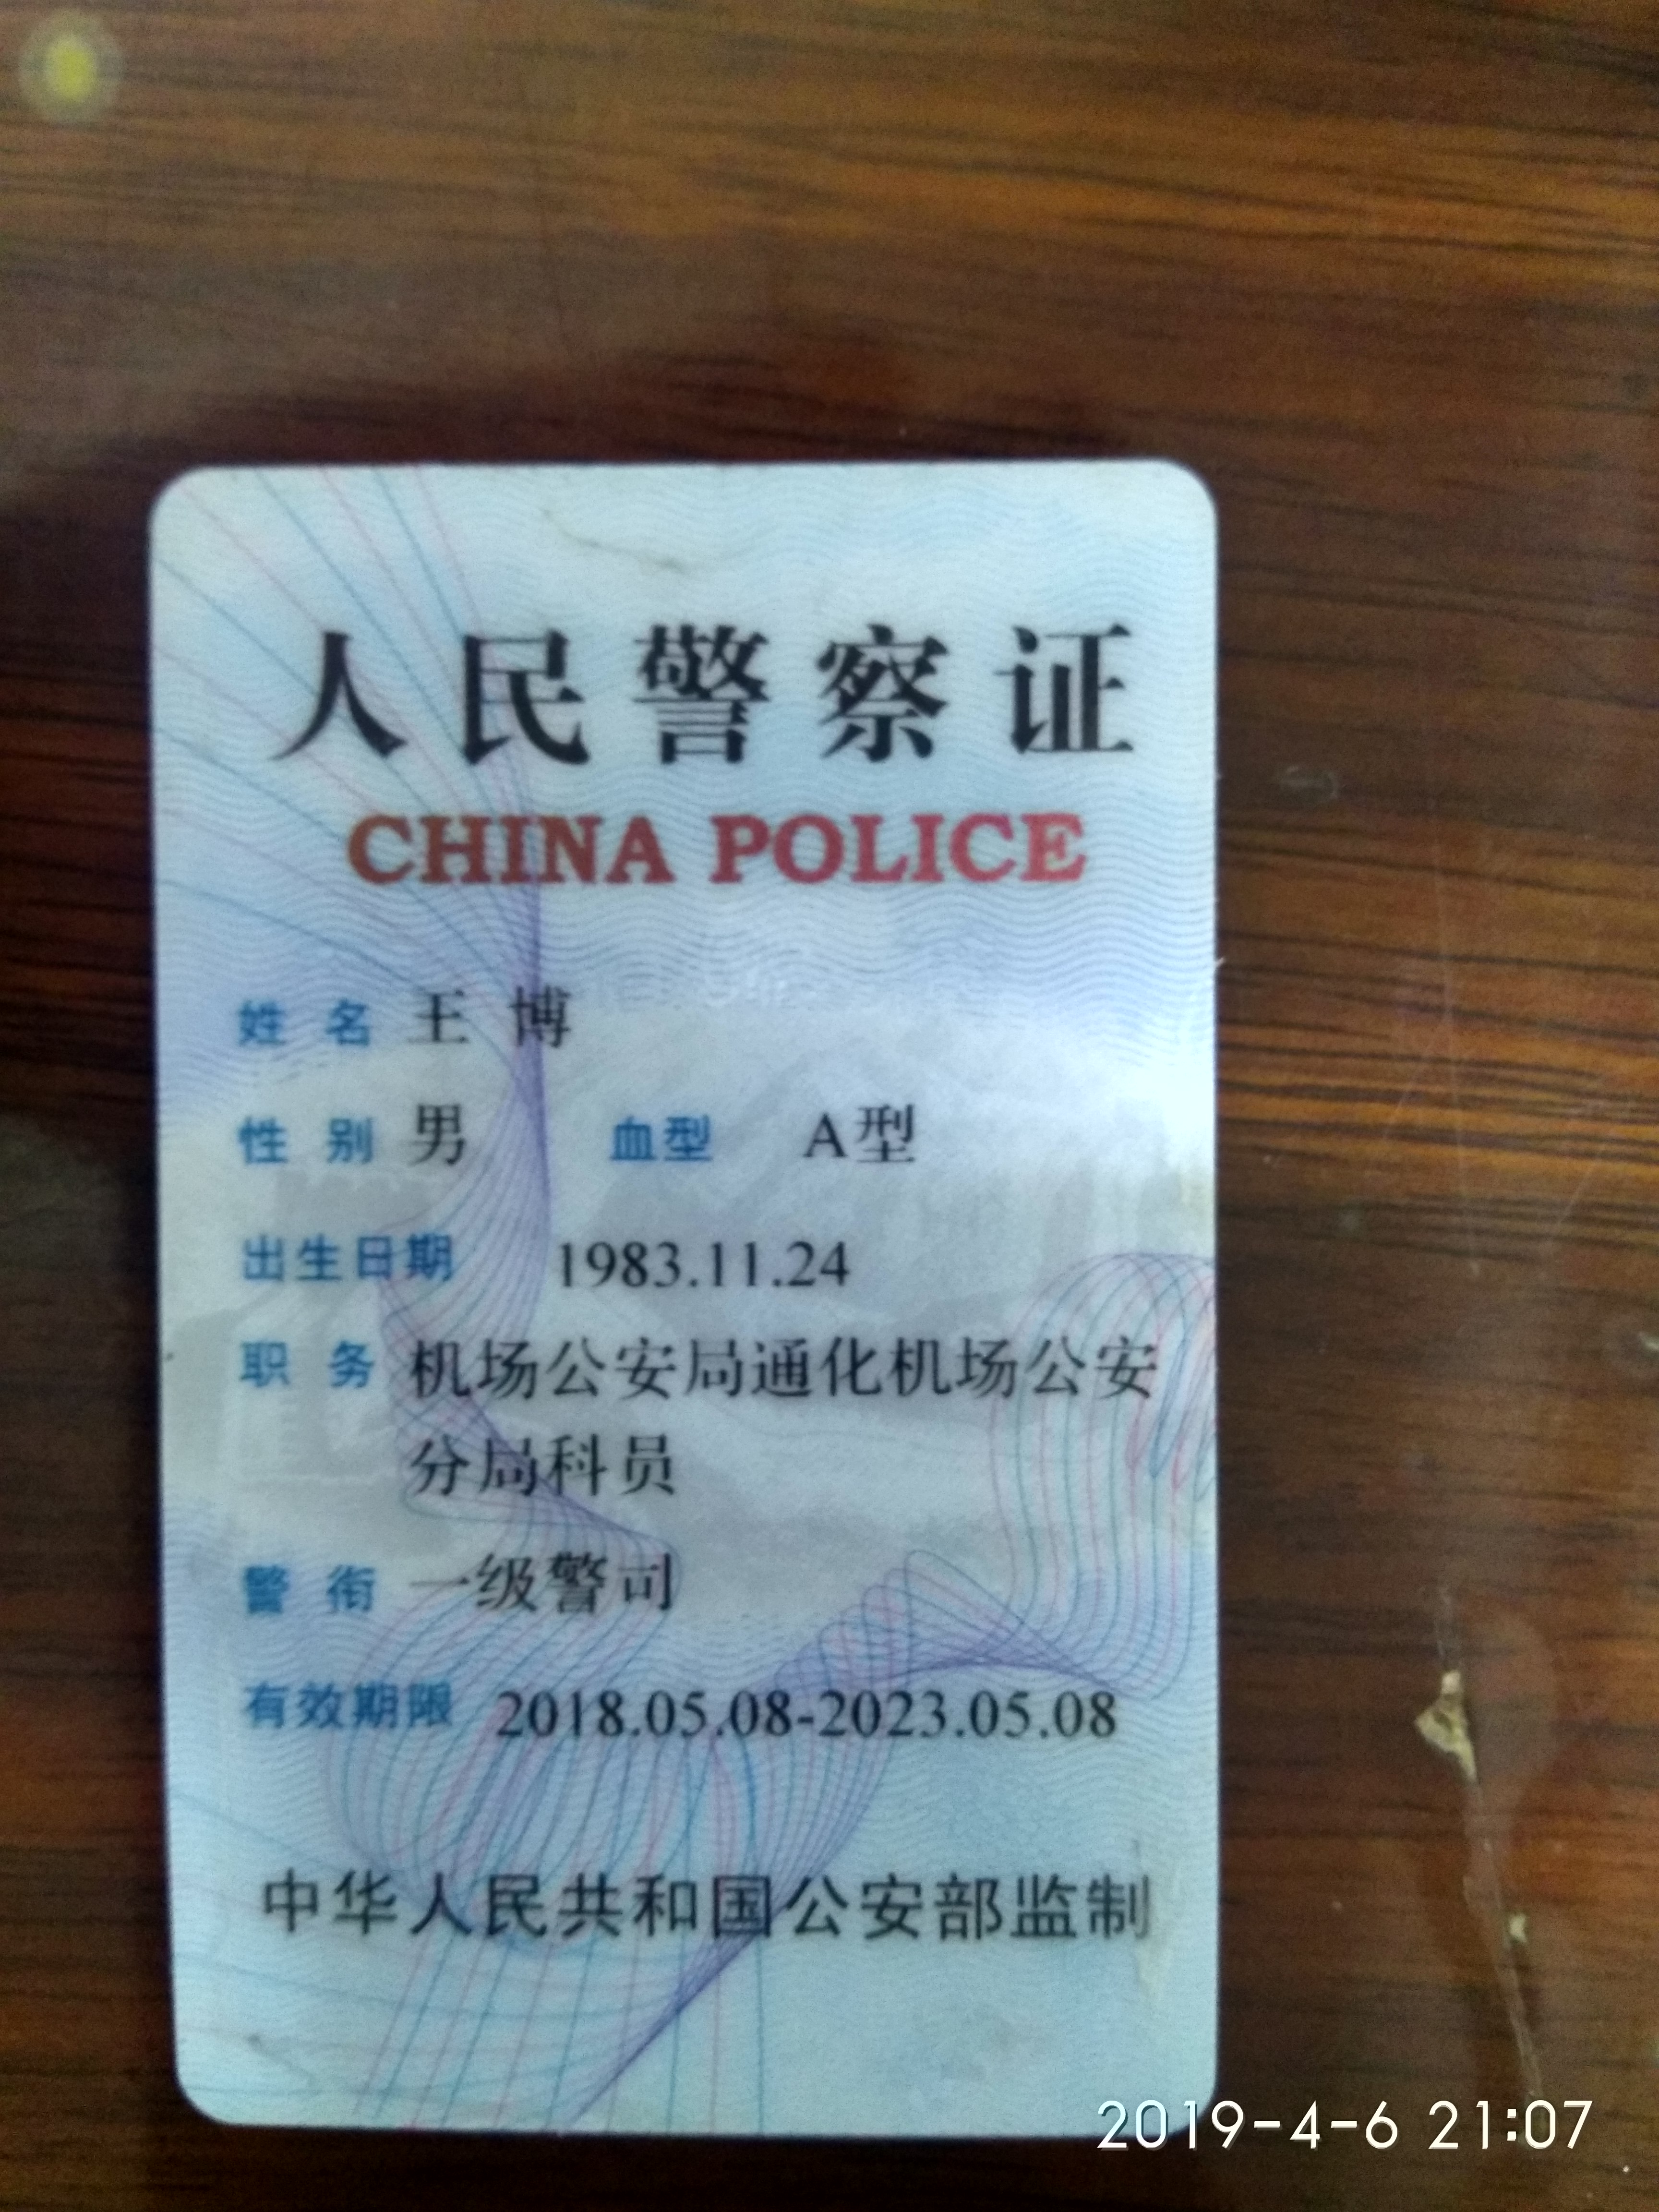 人民警察证
CHINA POLICE
姓 名 王 博
性 别 男 血型 A型
出生日期 1983.11.24
职 务 机场公安局通化机场公安
分局科员
警 衔 一级警司
有效期限 2018.05.08-2023.05.08
中华人民共和国公安部监制
2019-4-6 21:07